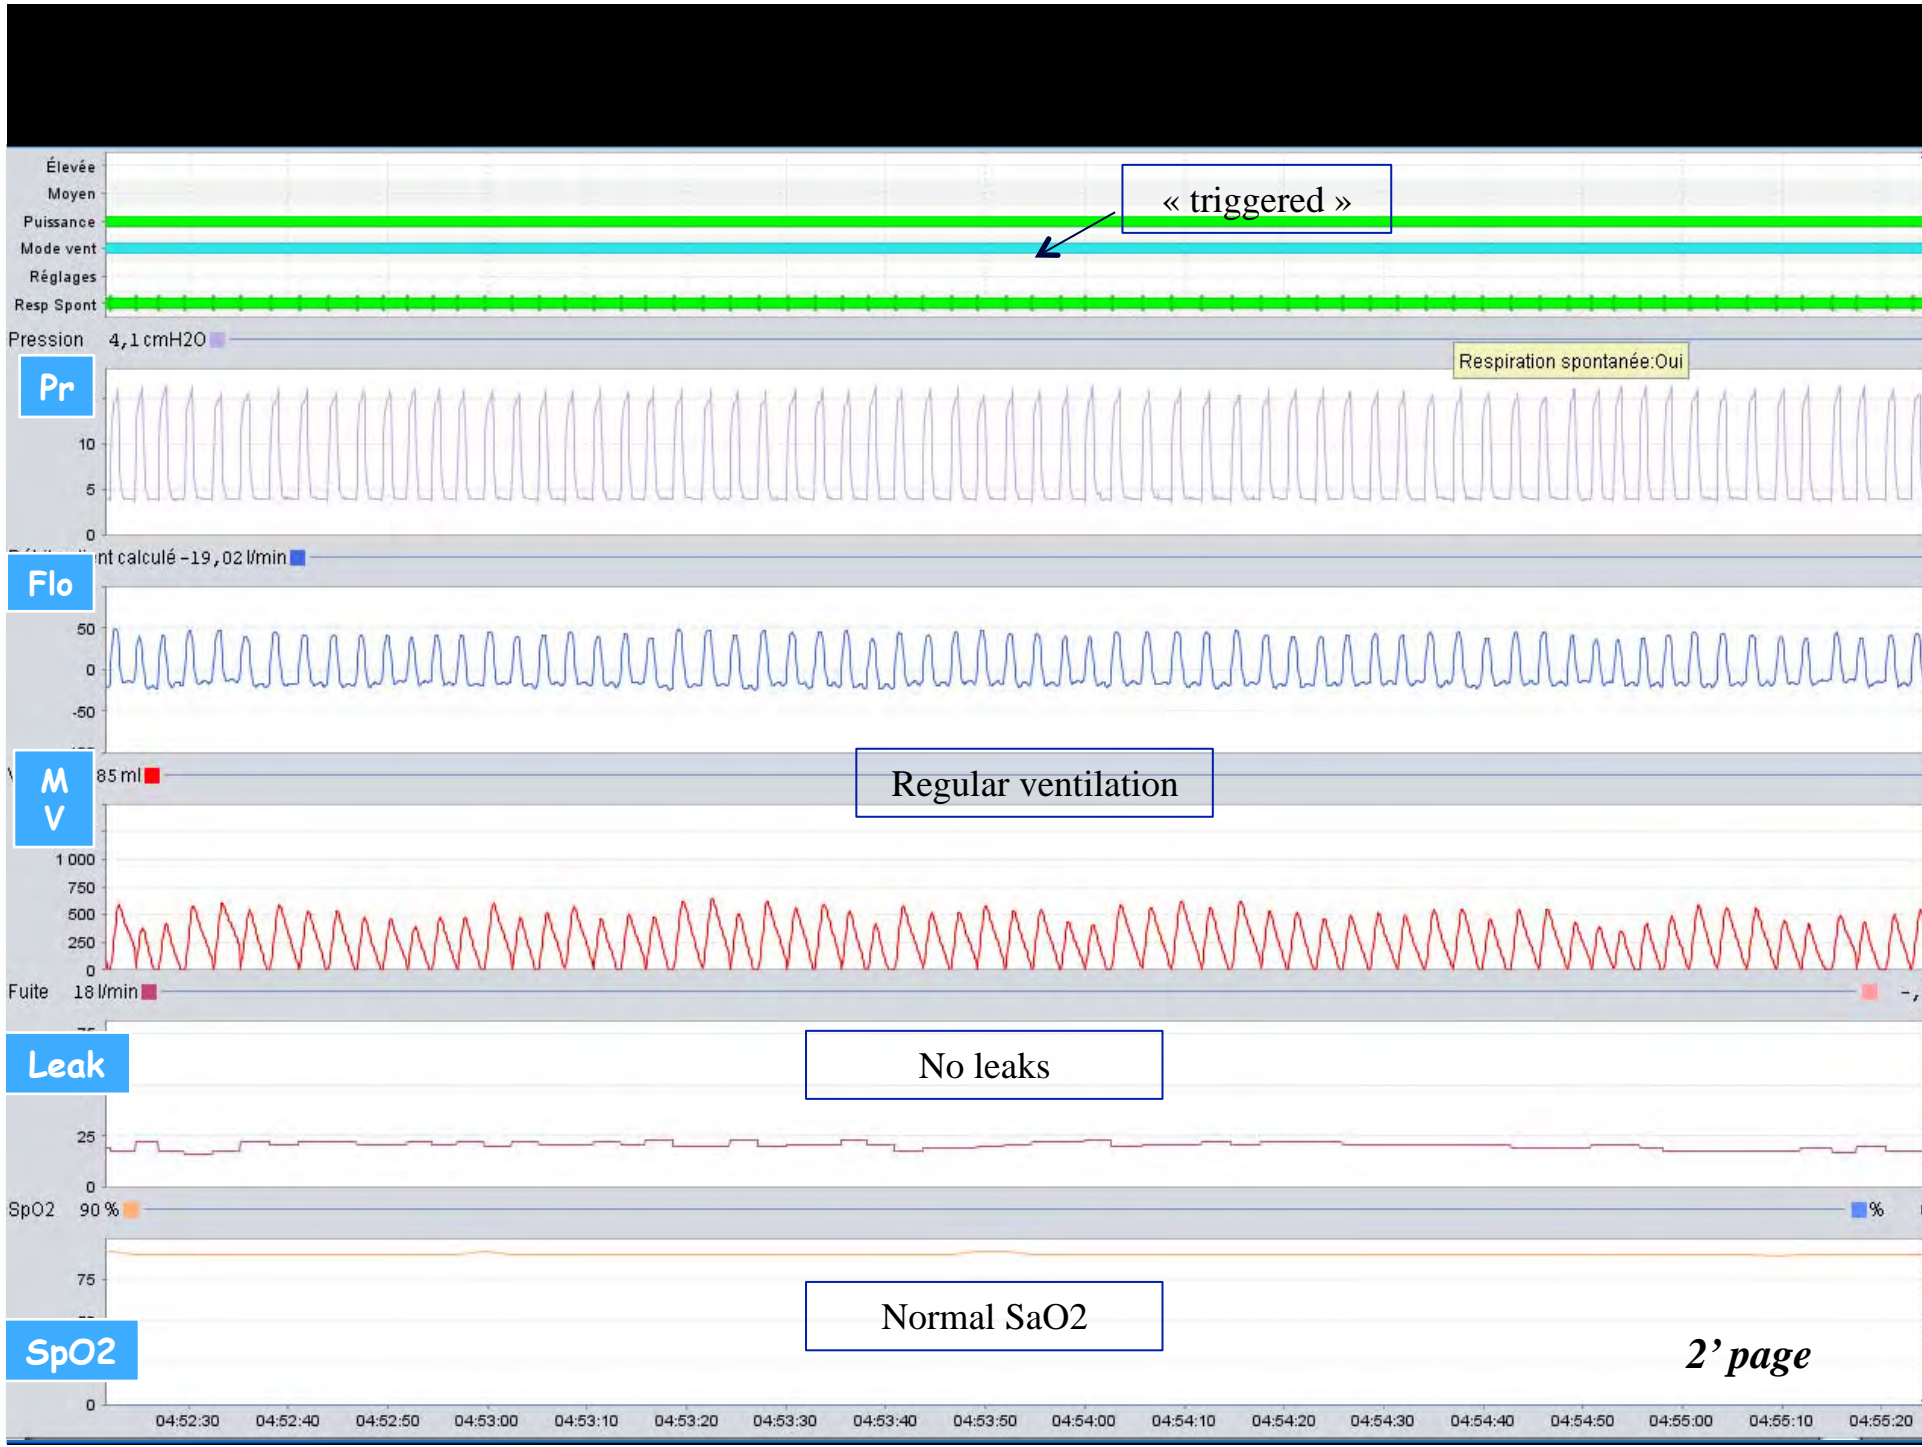 Élevée
Moyen
« triggered »
Puissance
Mode vent
Réglages
Resp Spont
Pression 4,1 cmH2O
Respiration spontanée:Oui
Pr
10
5
0
nt calculé -19,02 l/min
Flo
50
0
-50
85 ml
M
V
Regular ventilation
1 000
750
500
250
0
Fuite 18 l/min
-,
Leak
No leaks
25
0
SpO2 90 %
%
75
Normal SaO2
SpO2
2’ page
0
04:52:30 04:52:40 04:52:50 04:53:00 04:53:10 04:53:20 04:53:30 04:53:40 04:53:50 04:54:00 04:54:10 04:54:20 04:54:30 04:54:40 04:54:50 04:55:00 04:55:10 04:55:20